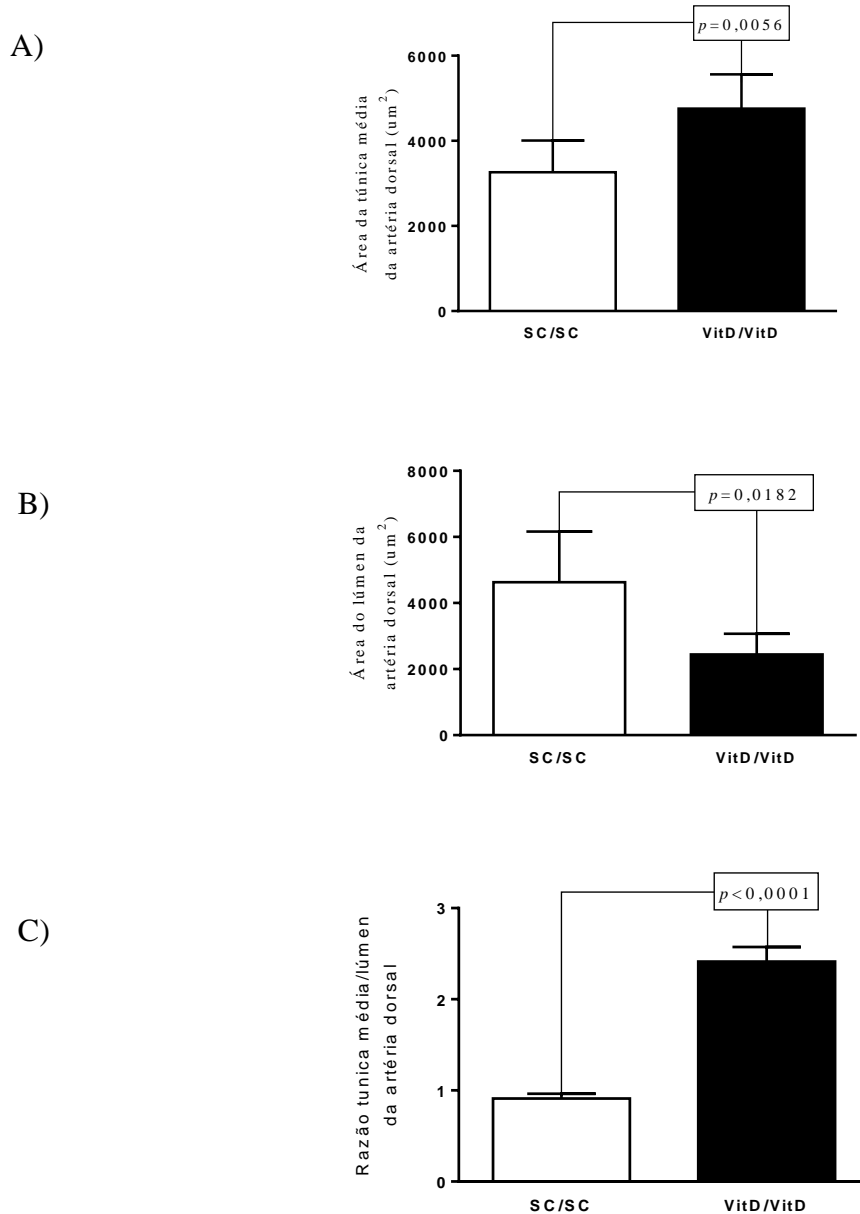 A)
p=0,0056
Área da túnica média
da artéria dorsal (um²)
6000
4000
2000
0
SC/SC VitD/VitD
B)
p=0,0182
Área do lúmen da
artéria dorsal (um²)
8000
6000
4000
2000
0
SC/SC VitD/VitD
C)
p<0,0001
Razão tunica média/lúmen
da artéria dorsal
3
2
1
0
SC/SC VitD/VitD